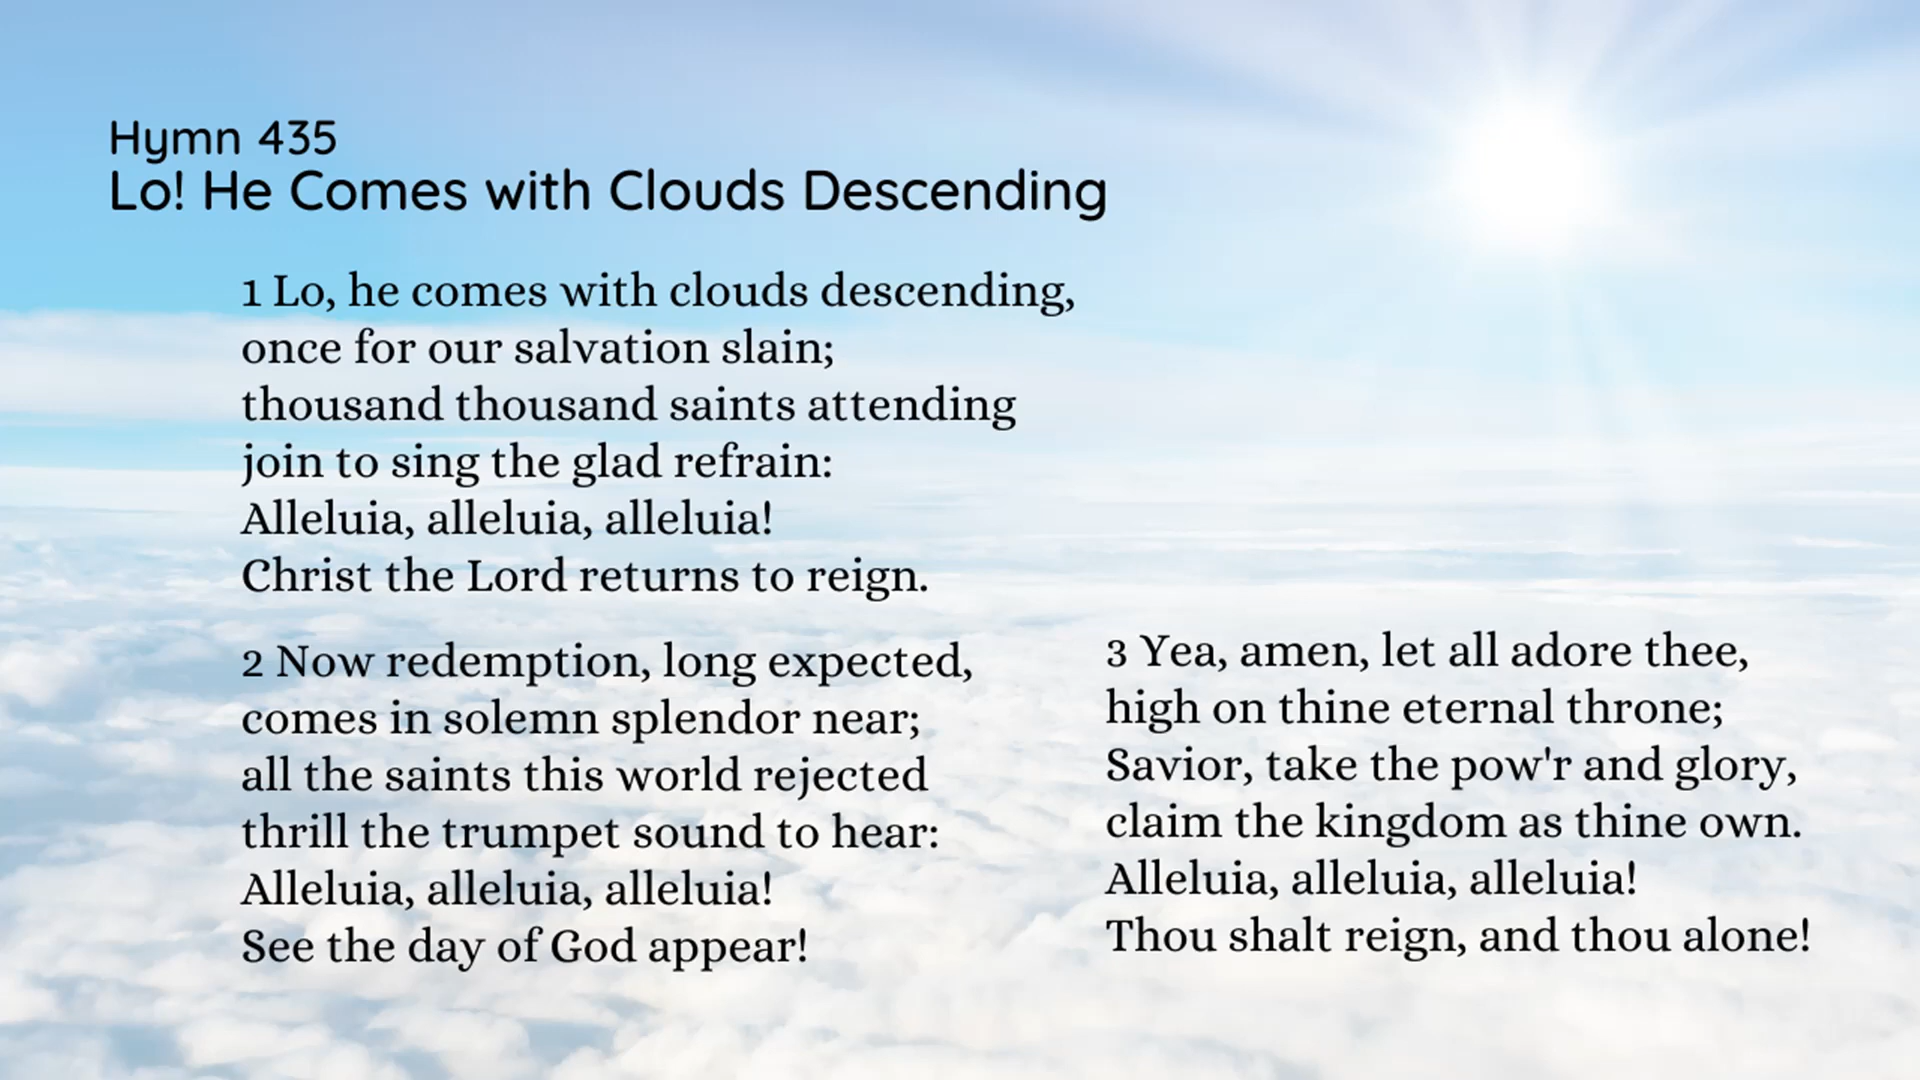 Hymn 435
Lo! He Comes with Clouds Descending
1 Lo, he comes with clouds descending,
once for our salvation slain;
thousand thousand saints attending
join to sing the glad refrain:
Alleluia, alleluia, alleluia!
Christ the Lord returns to reign.
2 Now redemption, long expected,
comes in solemn splendor near;
all the saints this world rejected
thrill the trumpet sound to hear:
Alleluia, alleluia, alleluia!
See the day of God appear!
3 Yea, amen, let all adore thee,
high on thine eternal throne;
Savior, take the pow'r and glory,
claim the kingdom as thine own.
Alleluia, alleluia, alleluia!
Thou shalt reign, and thou alone!